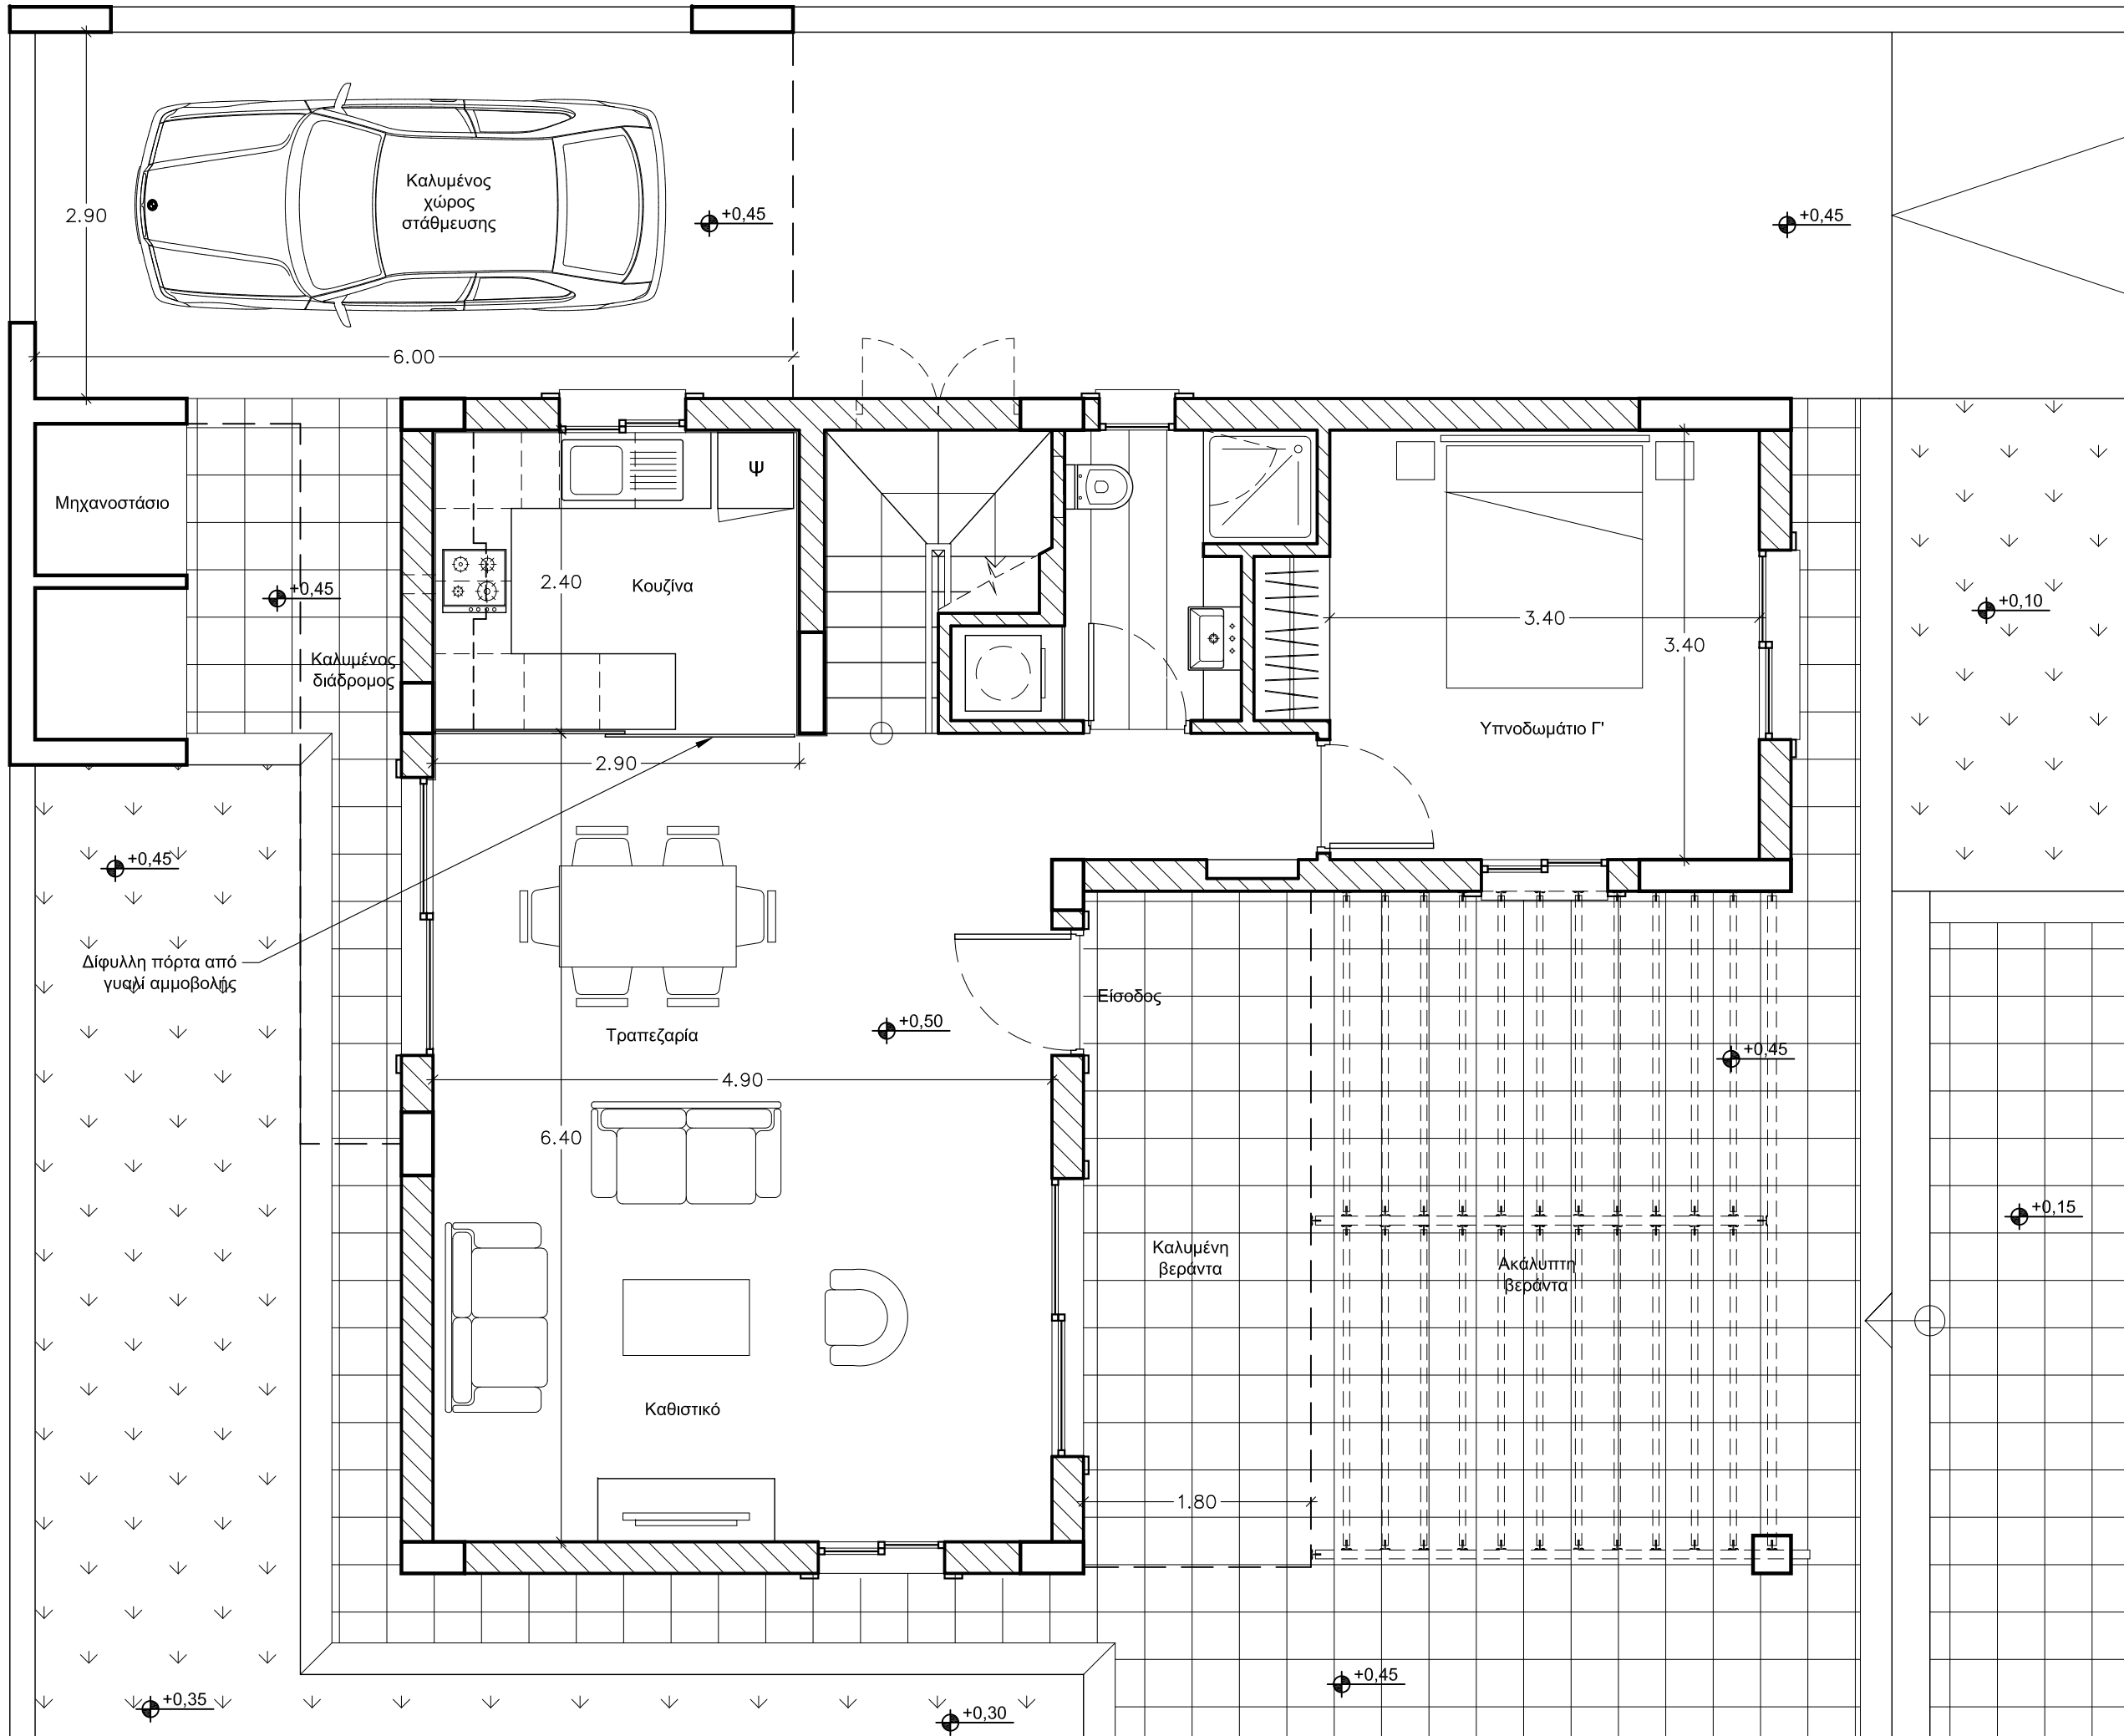 Καλυμένος
χώρος
στάθμευσης
2.90
+0,45
+0,45
6.00
Μηχανοστάσιο
ψ
+0,45
2.40
Κουζίνα
3.40
3.40
+0,10
Καλυμένος
διάδρομος
Υπνοδωμάτιο Γ'
2.90
+0,45
Δίφυλλη πόρτα από
γυαλί αμμοβολής
Είσοδος
+0,50
Τραπεζαρία
+0,45
4.90
6.40
+0,15
Καλυμένη
βεράντα
Ακάλυπτη
βεράντα
Καθιστικό
1.80
+0,45
+0,35
+0,30